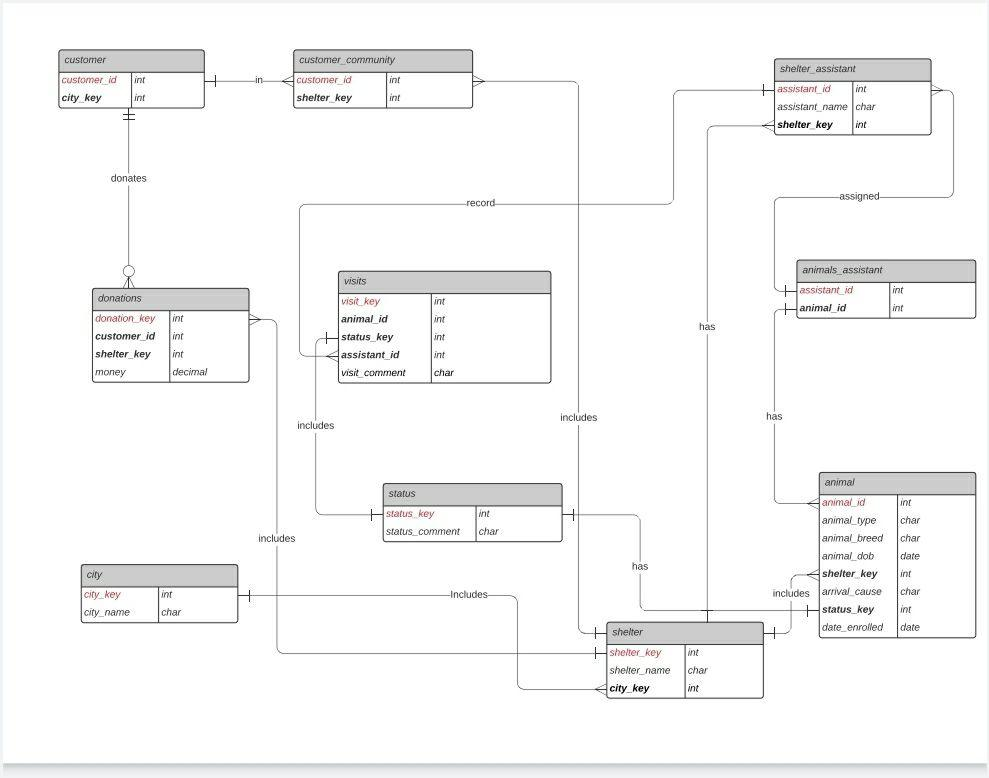 customer
customer_id int
city_key int
in
customer_community
customer_id int
shelter_key int
shelter_assistant
assistant_id int
assistant_name char
shelter_key int
donates
record
assigned
donations
donation_key int
customer_id int
shelter_key int
money decimal
visits
visit_key int
animal_id int
status_key int
assistant_id int
visit_comment char
animals_assistant
assistant_id int
animal_id int
has
includes
includes
has
status
status_key int
status_comment char
animal
animal_id int
animal_type char
animal_breed char
animal_dob date
shelter_key int
arrival_cause char
status_key int
date_enrolled date
includes
has
includes
city
city_key int
city_name char
Includes
shelter
shelter_key int
shelter_name char
city_key int